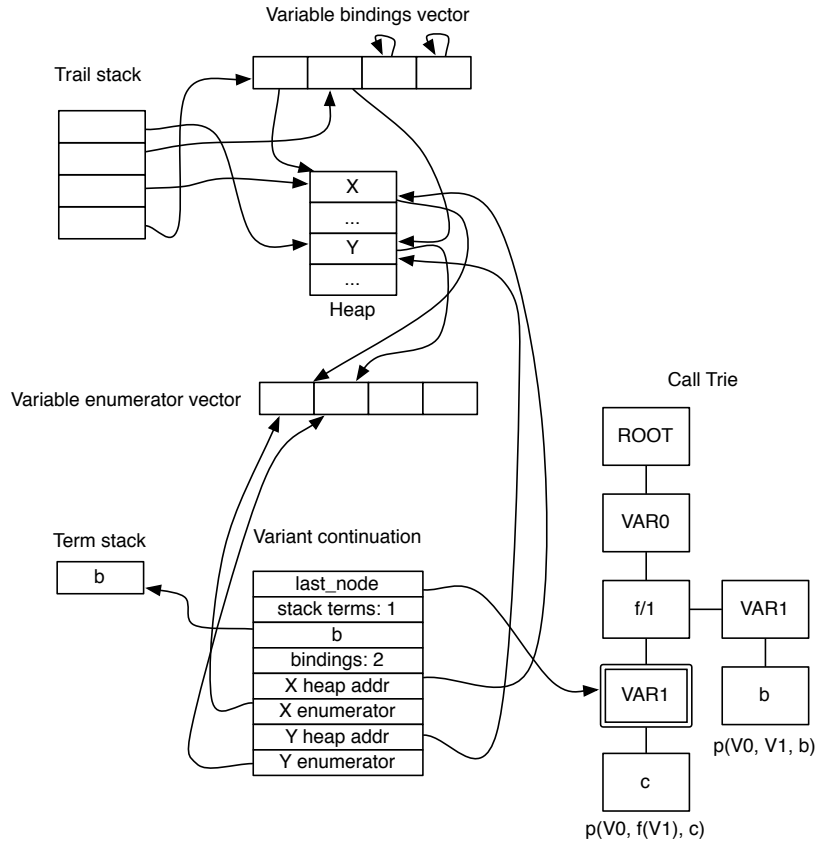 Variable bindings vector
Trail stack
X
...
Y
...
Heap
Variable enumerator vector
Call Trie
ROOT
VAR0
f/1
VAR1
VAR1
b
p(V0, V1, b)
c
p(V0, f(V1), c)
Term stack
b
Variant continuation
last_node
stack terms: 1
b
bindings: 2
X heap addr
X enumerator
Y heap addr
Y enumerator